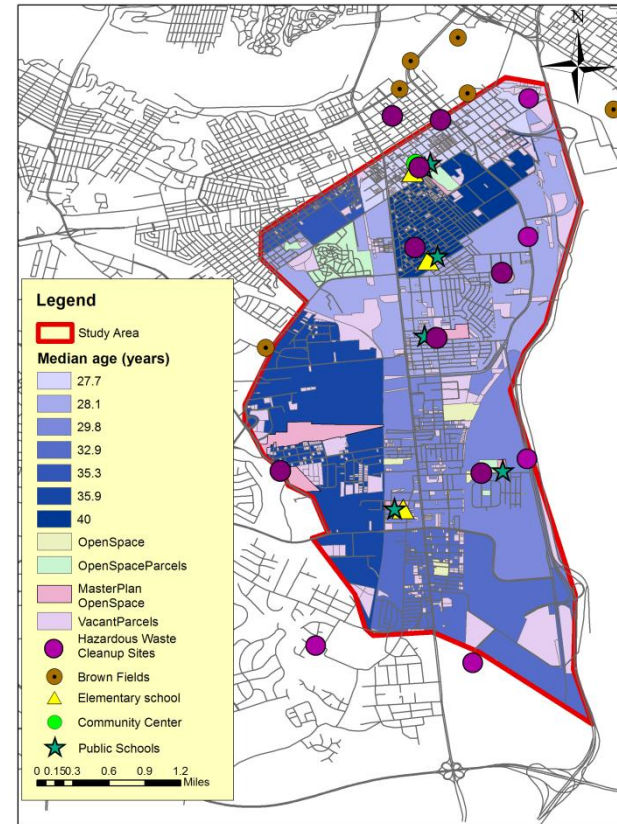 N
Legend
Study Area
Median age (years)
27.7
28.1
29.8
32.9
35.3
35.9
40
OpenSpace
OpenSpaceParcels
MasterPlan
OpenSpace
VacantParcels
Hazardous Waste
Cleanup Sites
Brown Fields
Elementary school
Community Center
Public Schools
0 0.15 0.3 0.6 0.9 1.2
Miles